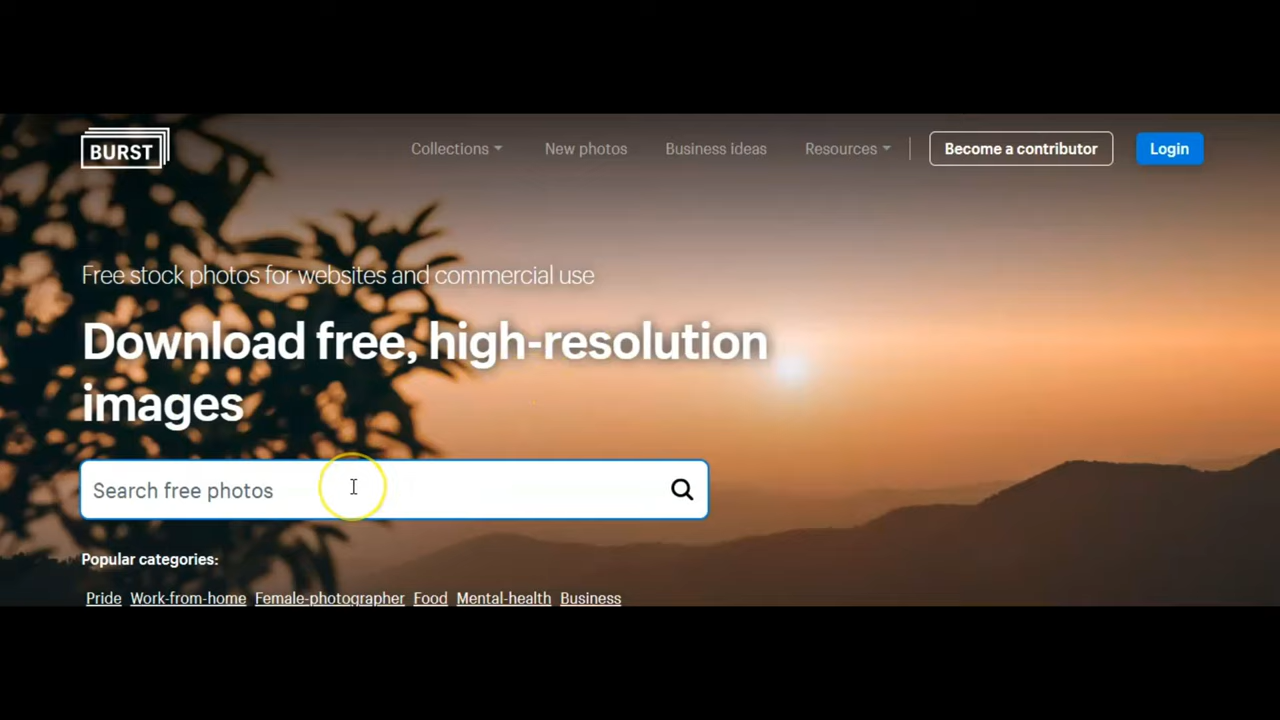 BURST
Collections
New photos
Business ideas
Resources
Become a contributor
Login
Free stock photos for websites and commercial use
Download free, high-resolution
images
Search free photos
Popular categories:
Pride Work-from-home Female-photographer Food Mental-health Business